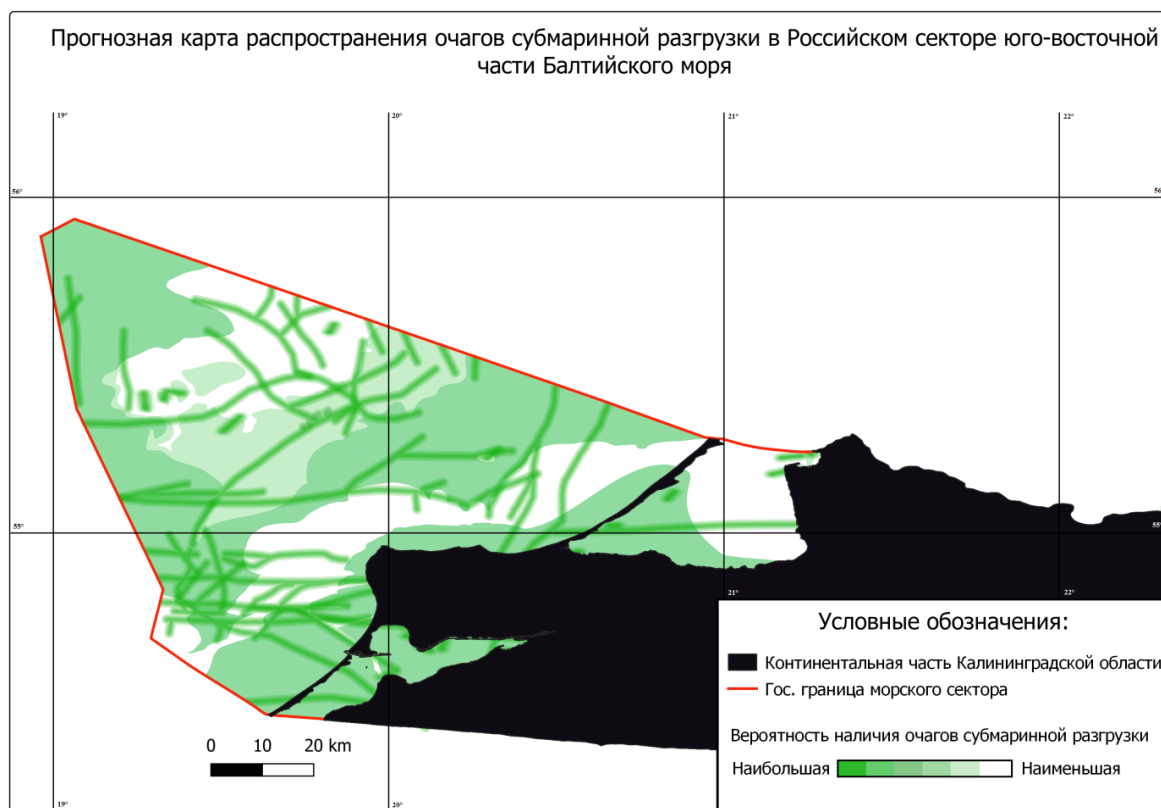 Прогнозная карта распространения очагов субмаринной разгрузки в Российском секторе юго-восточной
части Балтийского моря
19° 20° 21° 22°
56° 56
55° 55°
21° 22°
Условные обозначения:
Континентальная часть Калининградской области
Гос. граница морского сектора
0 10 20 km
Вероятность наличия очагов субмаринной разгрузки
Наибольшая Наименьшая
19° 20°